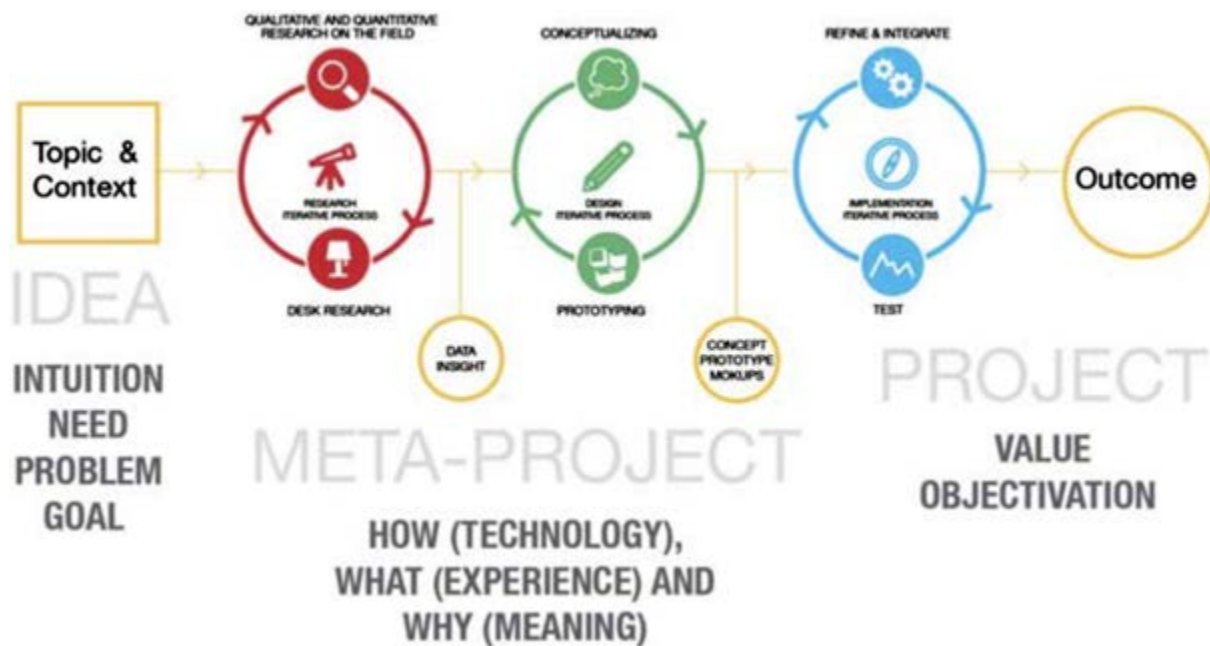 QUALITATIVE AND QUANTITATIVE
RESEARCH ON THE FIELD
CONCEPTUALIZING
REFINE & INTEGRATE
Topic &
Context
RESEARCH
ITERATIVE PROCESS
DESIGN
ITERATIVE PROCESS
IMPLEMENTATION
ITERATIVE PROCESS
Outcome
DESK RESEARCH
PROTOTYPING
TEST
IDEA
DATA
INSIGHT
CONCEPT
PROTOTYPE
MOKUPS
INTUITION
NEED
PROBLEM
GOAL
META-PROJECT
HOW (TECHNOLOGY),
WHAT (EXPERIENCE) AND
WHY (MEANING)
PROJECT
VALUE
OBJECTIVATION